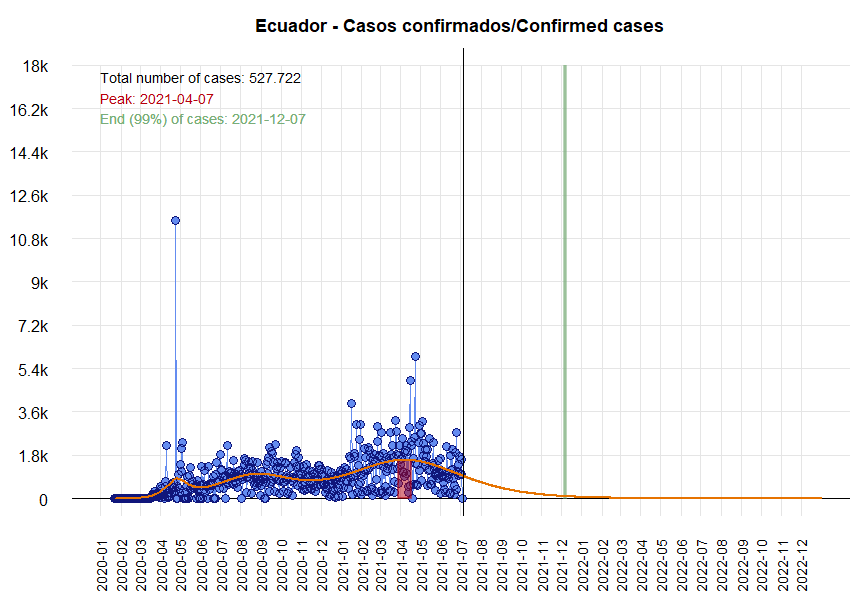 Ecuador - Casos confirmados/Confirmed cases
18k
Total number of cases: 527.722
Peak: 2021-04-07
End (99%) of cases: 2021-12-07
16.2k
14.4k
12.6k
10.8k
9k
7.2k
5.4k
3.6k
1.8k
0
2020-01
2020-02
2020-03
2020-04
2020-05
2020-06
2020-07
2020-08
2020-09
2020-10
2020-11
2020-12
2021-01
2021-02
2021-03
2021-04
2021-05
2021-06
2021-07
2021-08
2021-09
2021-10
2021-11
2021-12
2022-01
2022-02
2022-03
2022-04
2022-05
2022-06
2022-07
2022-08
2022-09
2022-10
2022-11
2022-12